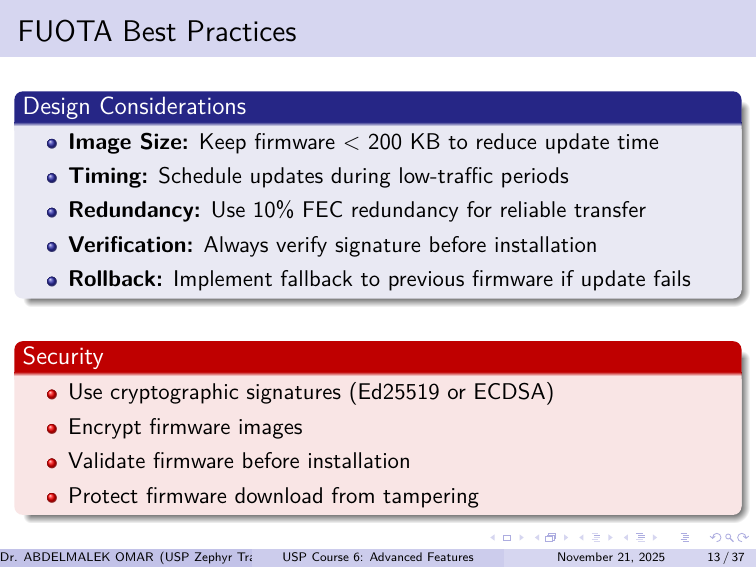 FUOTA Best Practices
Design Considerations
Image Size: Keep firmware < 200 KB to reduce update time
Timing: Schedule updates during low-traffic periods
Redundancy: Use 10% FEC redundancy for reliable transfer
Verification: Always verify signature before installation
Rollback: Implement fallback to previous firmware if update fails
Security
Use cryptographic signatures (Ed25519 or ECDSA)
Encrypt firmware images
Validate firmware before installation
Protect firmware download from tampering
Dr. ABDELMALEK OMAR (USP Zephyr Tra USP Course 6: Advanced Features November 21, 2025 13 / 37